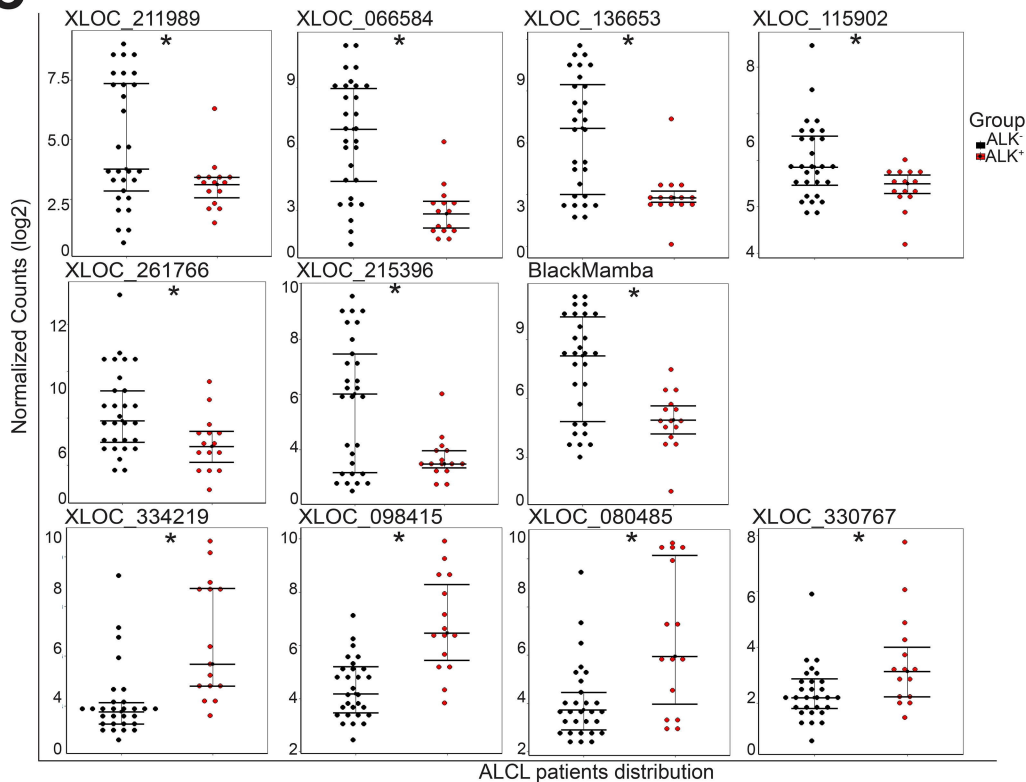 XLOC_211989 XLOC_066584 XLOC_136653 XLOC_115902
* * * *
7.5 5.0 2.5 0
9 6 3 0
9 6 3 0
8 6 5 4
Group
ALK-
ALK+
Normalized Counts (log2)
XLOC_261766 XLOC_215396 BlackMamba
* * *
12 10 6 0
10 8 6 4 0
9 6 3 0
XLOC_334219 XLOC_098415 XLOC_080485 XLOC_330767
* * * *
10 8 6 4 0
10 8 6 4 2
10 8 6 4 2
8 6 4 2 0
ALCL patients distribution